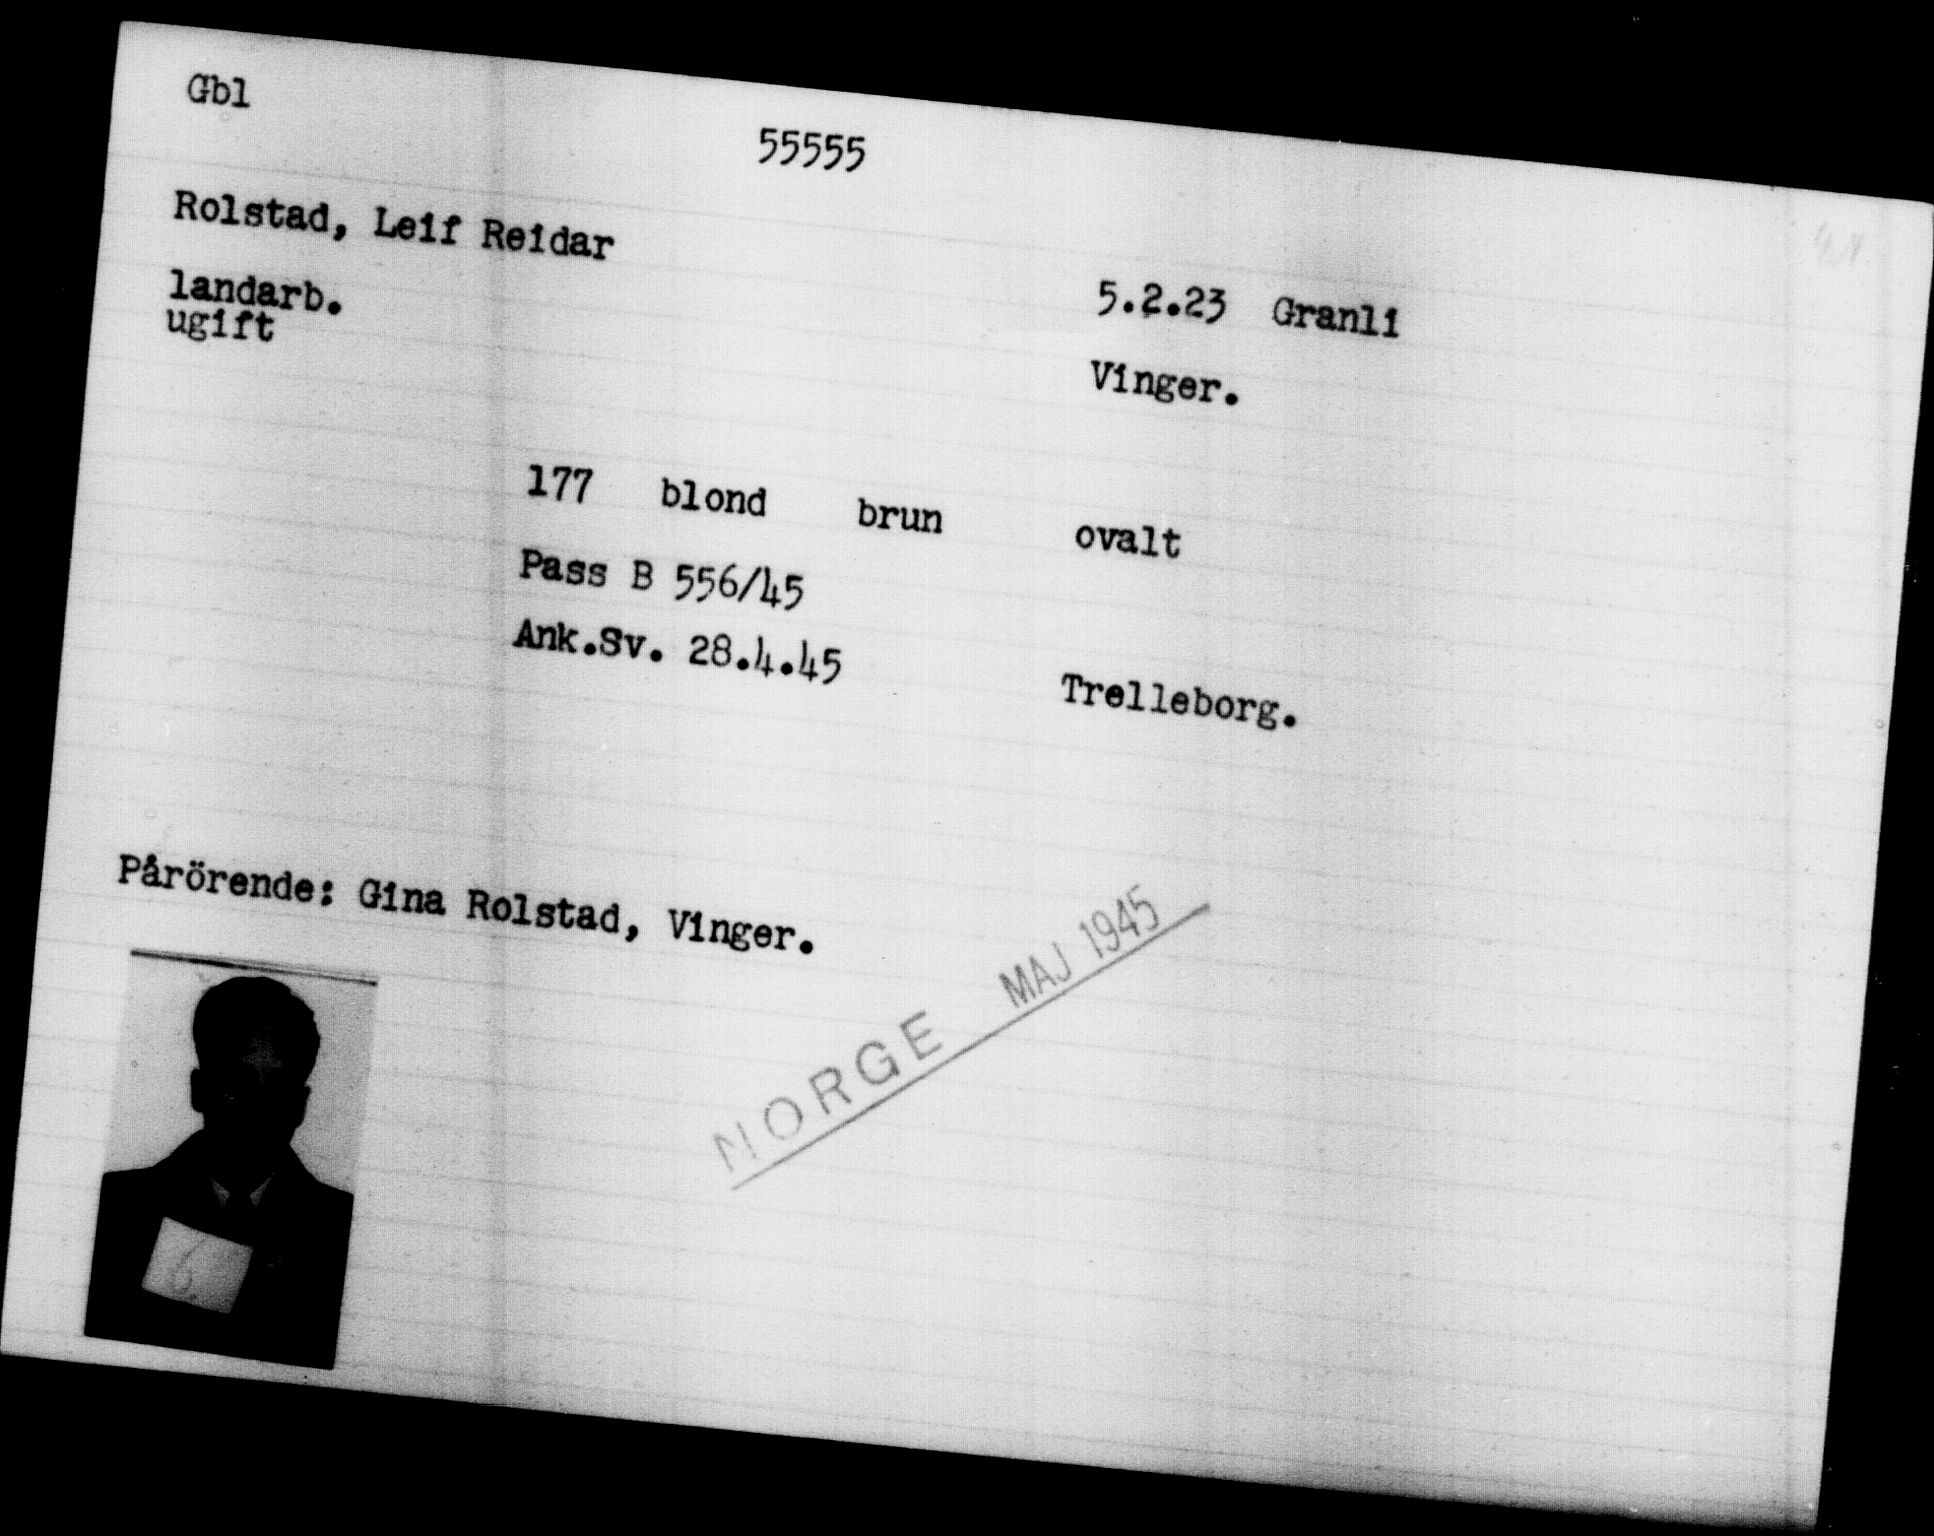 Gbl
55555
Rolstad, Leif Reidar
landarb.
ugift
5.2.23 Granli
Vinger.
177 blond brun ovalt
Pass B 556/45
Ank.Sv. 28.4.45 Trelleborg.
Pårörende: Gina Rolstad, Vinger.
NORGE MAJ 1945